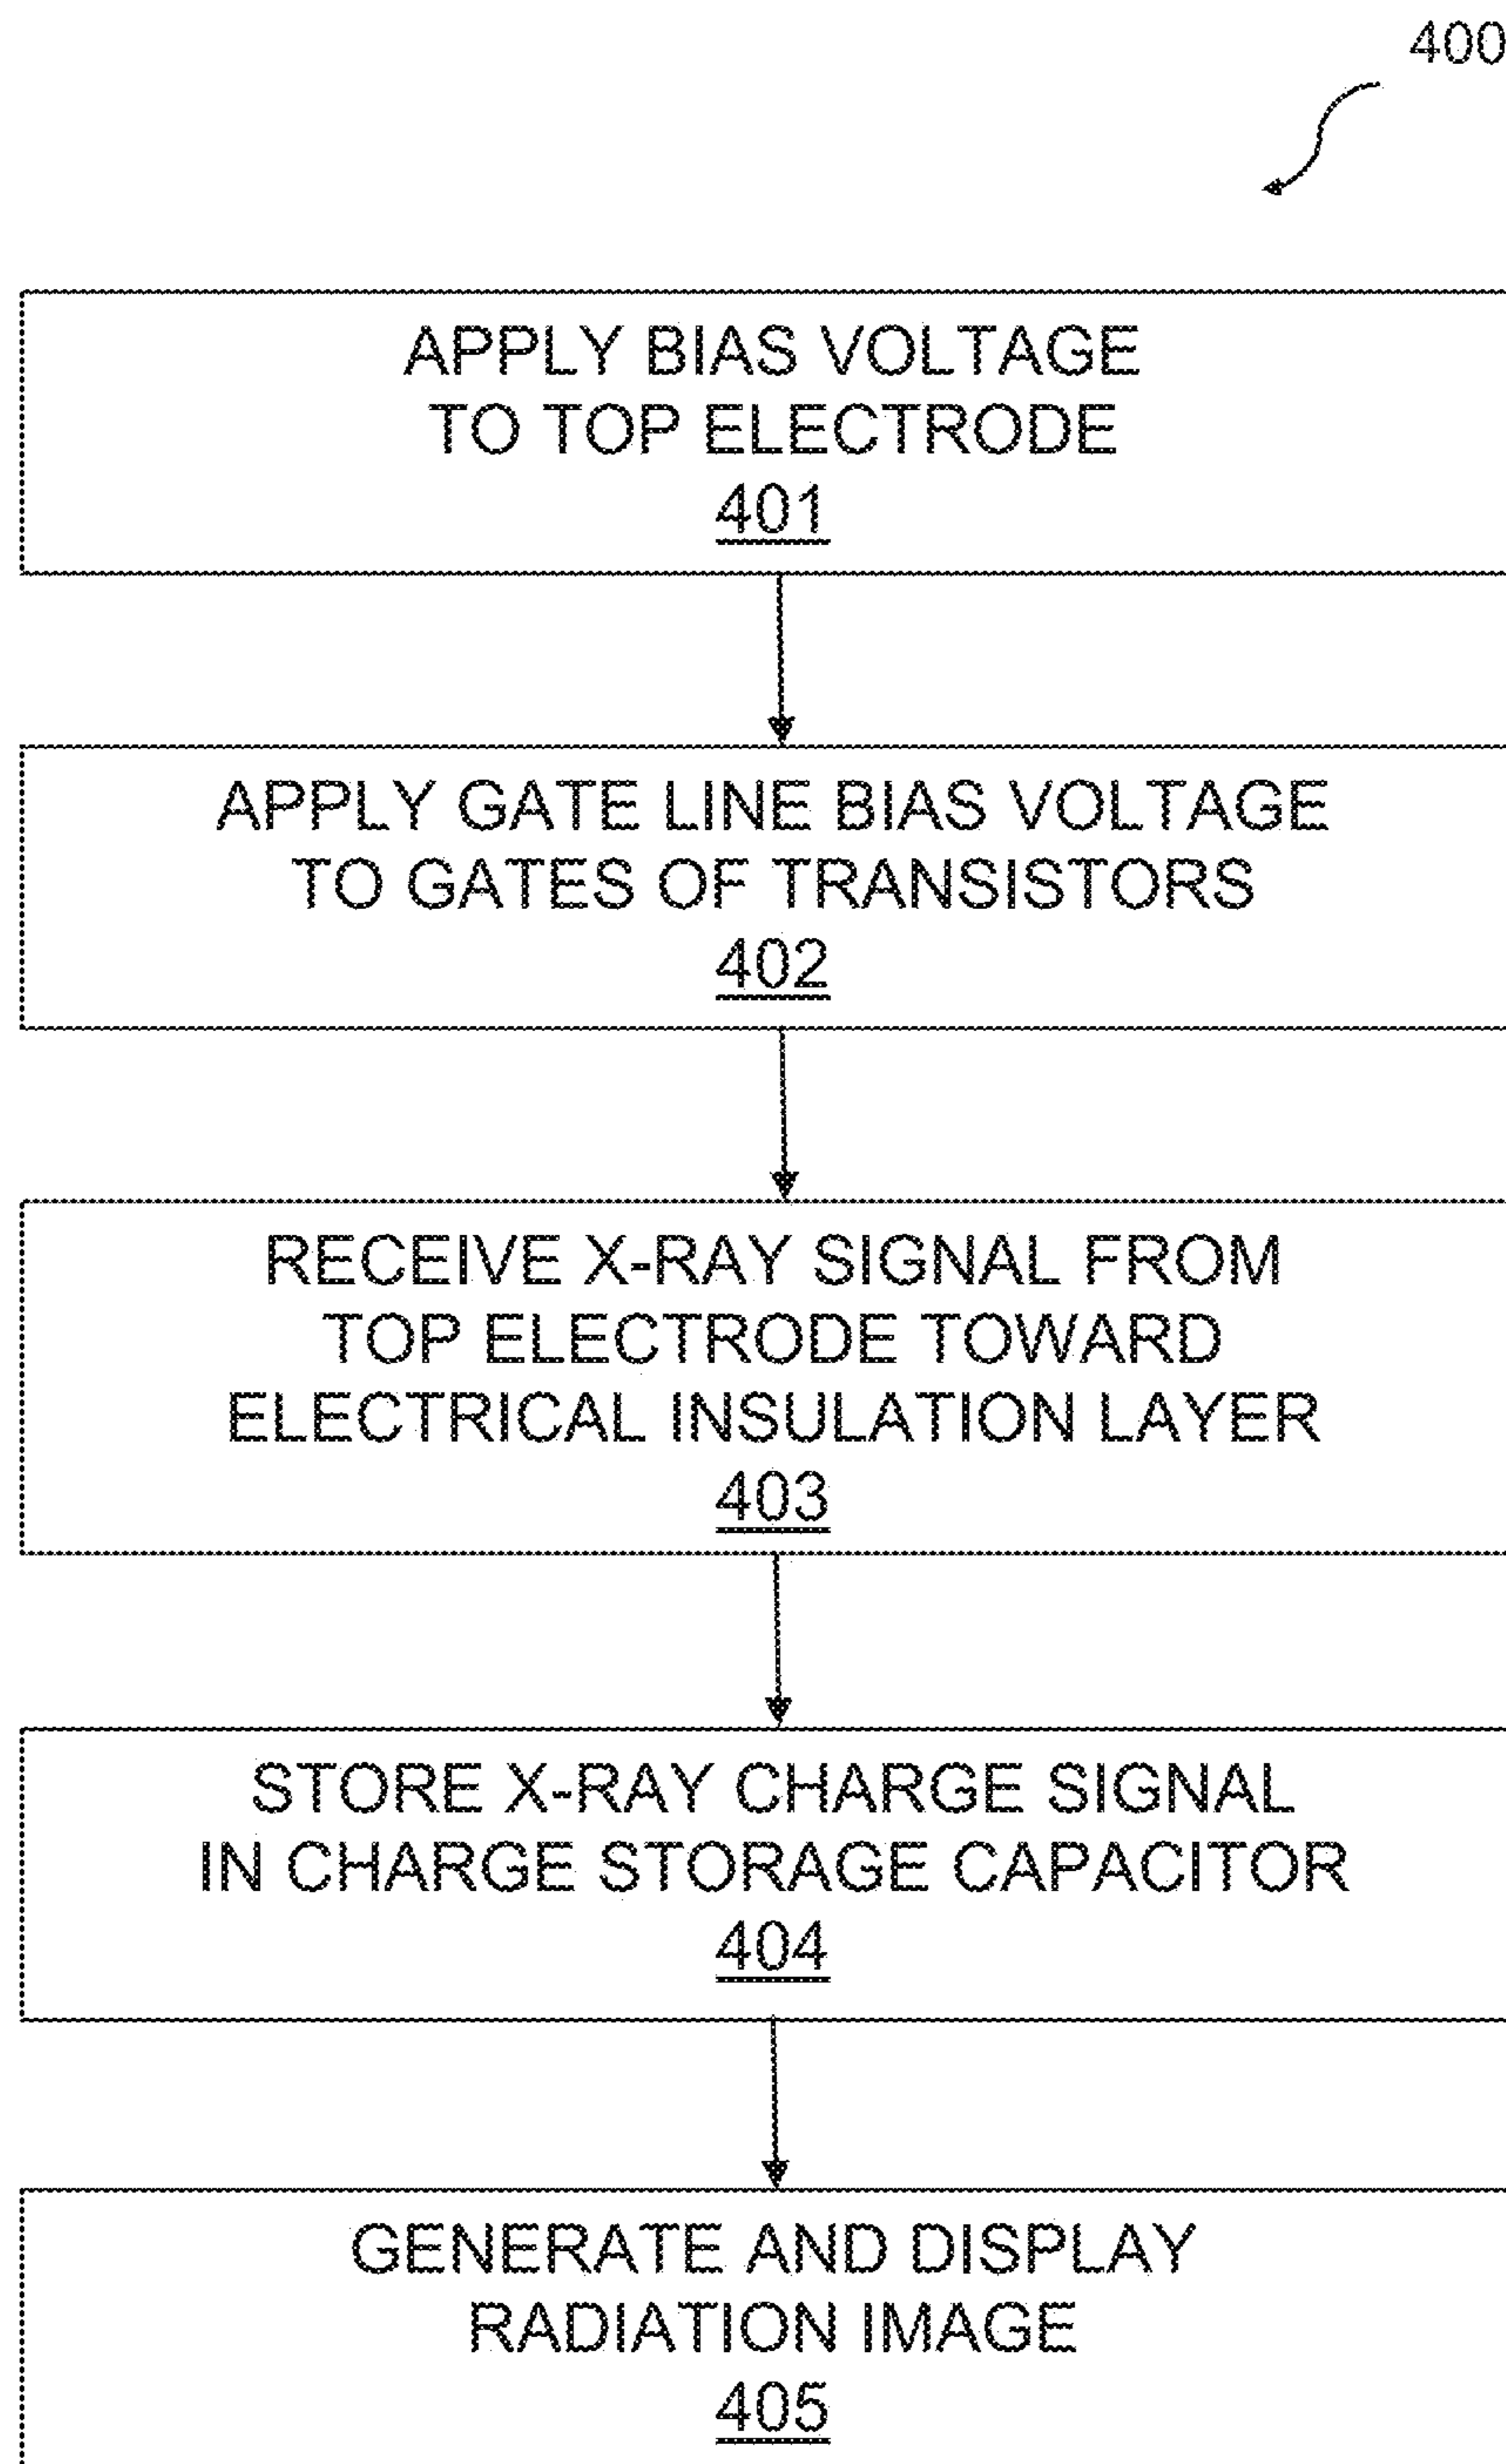 400
APPLY BIAS VOLTAGE
TO TOP ELECTRODE
401
APPLY GATE LINE BIAS VOLTAGE
TO GATES OF TRANSISTORS
402
RECEIVE X-RAY SIGNAL FROM
TOP ELECTRODE TOWARD
ELECTRICAL INSULATION LAYER
403
STORE X-RAY CHARGE SIGNAL
IN CHARGE STORAGE CAPACITOR
404
GENERATE AND DISPLAY
RADIATION IMAGE
405